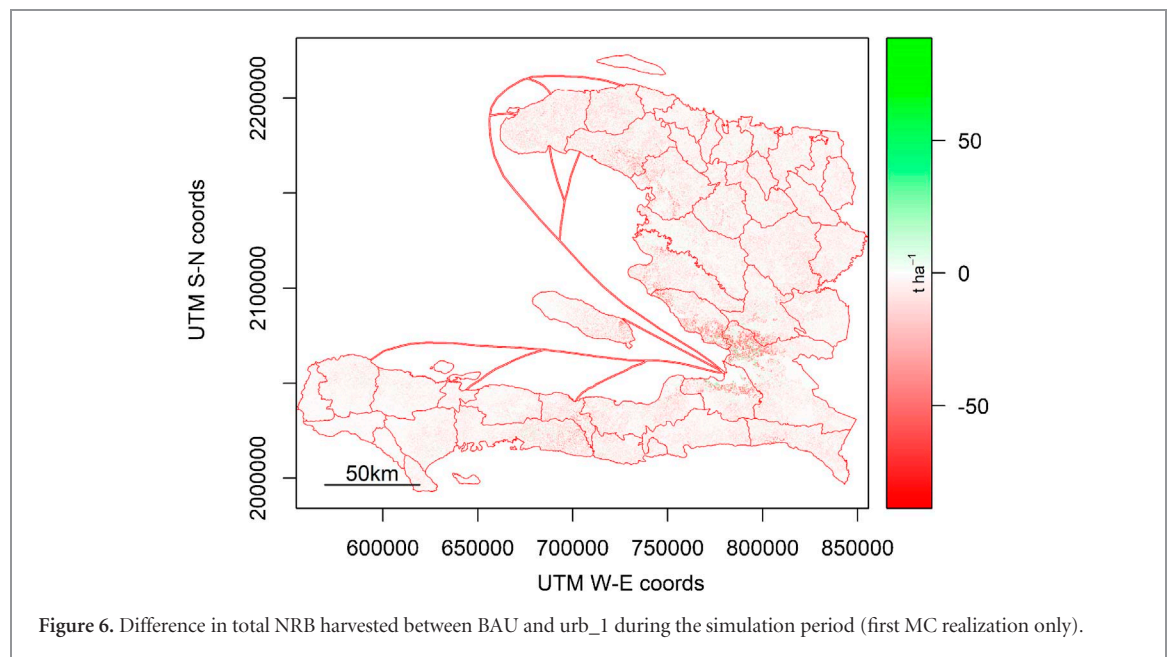 2200000
2100000
2000000
UTM S-N coords
50km
600000 650000 700000 750000 800000 850000
UTM W-E coords
50
0
-50
t ha⁻¹
Figure 6. Difference in total NRB harvested between BAU and urb_1 during the simulation period (first MC realization only).